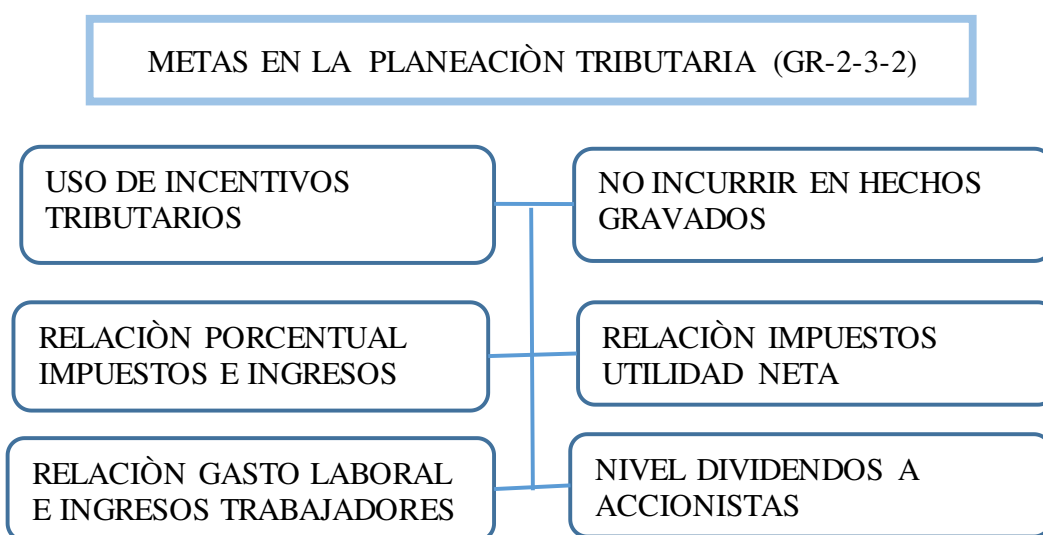 METAS EN LA PLANEACIÒN TRIBUTARIA (GR-2-3-2)
USO DE INCENTIVOS
TRIBUTARIOS
NO INCURRIR EN HECHOS
GRAVADOS
RELACIÒN PORCENTUAL
IMPUESTOS E INGRESOS
RELACIÒN IMPUESTOS
UTILIDAD NETA
RELACIÒN GASTO LABORAL
E INGRESOS TRABAJADORES
NIVEL DIVIDENDOS A
ACCIONISTAS